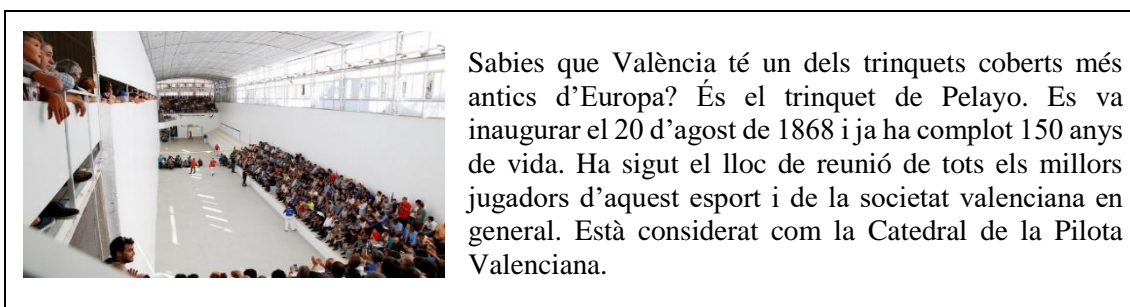 Sabies que València té un dels trinquets coberts més
antics d’Europa? És el trinquet de Pelayo. Es va
inaugurar el 20 d’agost de 1868 i ja ha complot 150 anys
de vida. Ha sigut el lloc de reunió de tots els millors
jugadors d’aquest esport i de la societat valenciana en
general. Està considerat com la Catedral de la Pilota
Valenciana.